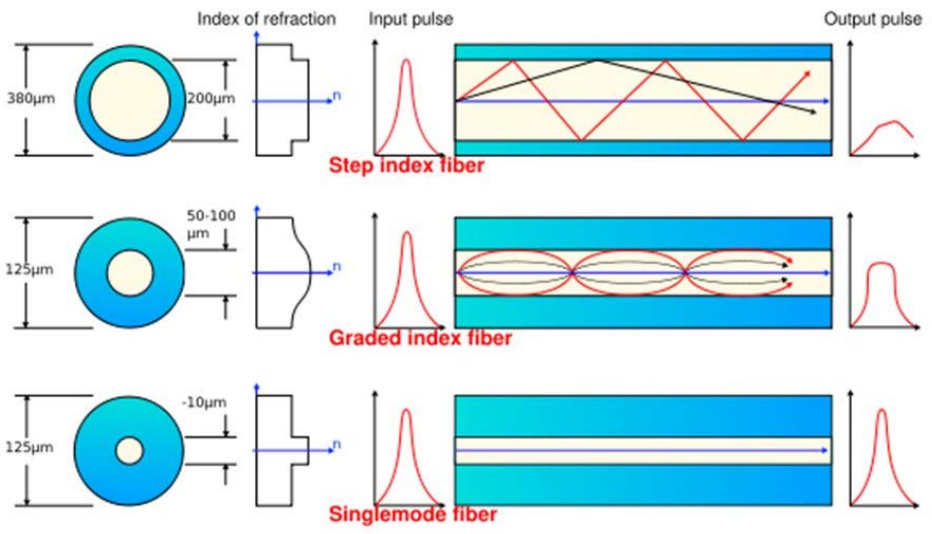 Index of refraction
Input pulse
Output pulse
380μm
200μm
n
Step index fiber
50-100
μm
125μm
n
Graded index fiber
-10μm
125μm
n
Singlemode fiber